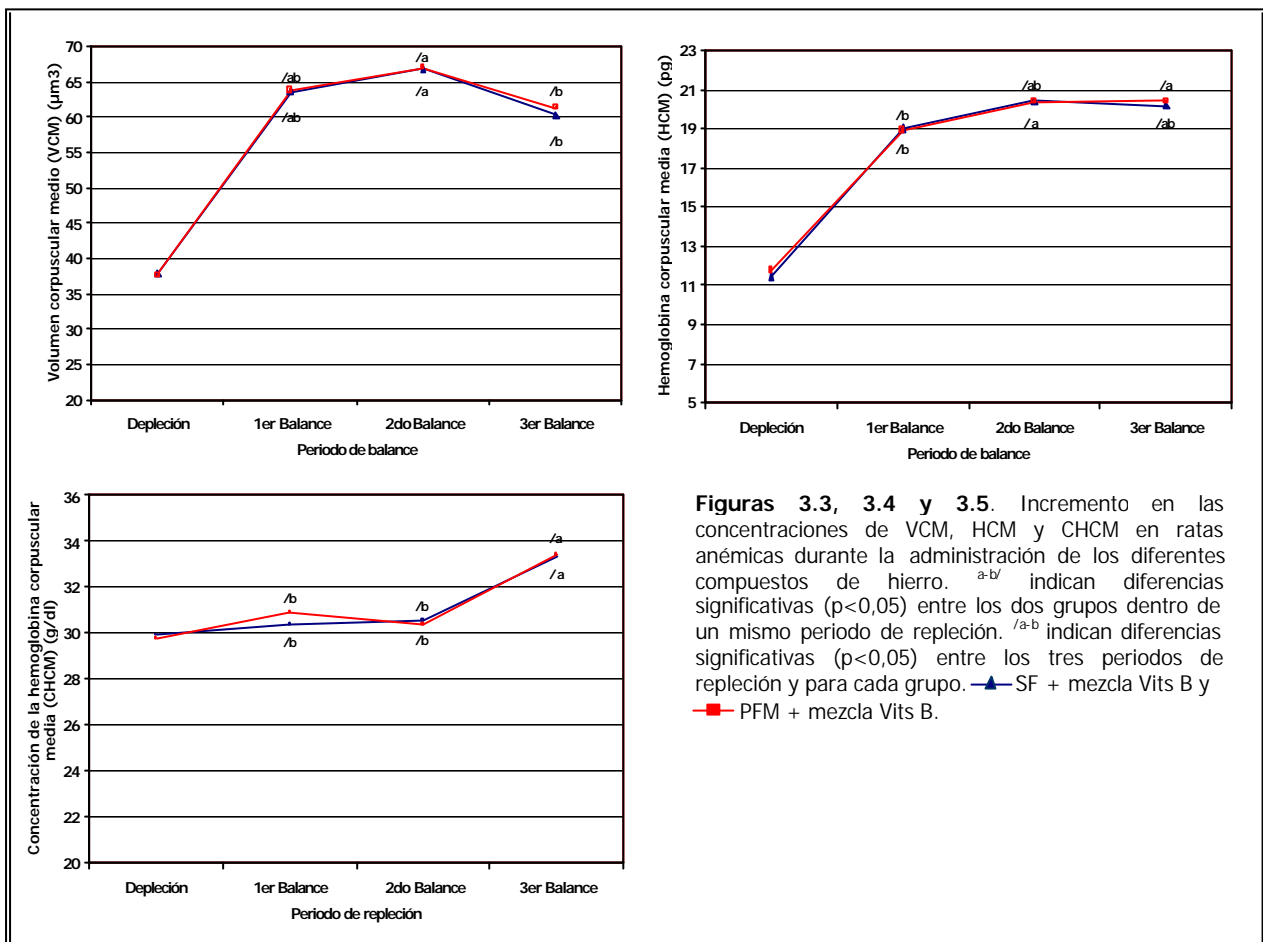 70
65
60
55
50
45
40
35
30
25
20
Volumen corpuscular medio (VCM) (µm3)
/ab
/a
/b
/ab
/a
/b
Depleción 1er Balance 2do Balance 3er Balance
Periodo de balance
23
21
19
17
15
13
11
9
7
5
Hemoglobina corpuscular media (HCM) (pg)
/b
/ab
/a
/b
/a
/ab
Depleción 1er Balance 2do Balance 3er Balance
Periodo de balance
36
34
32
30
28
26
24
22
20
Concentración de la hemoglobina corpuscular
media (CHCM) (g/dl)
/b
/b
/a
/b
/b
/a
Depleción 1er Balance 2do Balance 3er Balance
Periodo de repleción
Figuras 3.3, 3.4 y 3.5. Incremento en las
concentraciones de VCM, HCM y CHCM en ratas
anémicas durante la administración de los diferentes
compuestos de hierro. a-b/ indican diferencias
significativas (p<0,05) entre los dos grupos dentro de
un mismo periodo de repleción. /a-b indican diferencias
significativas (p<0,05) entre los tres periodos de
repleción y para cada grupo. SF + mezcla Vits B y
PFM + mezcla Vits B.